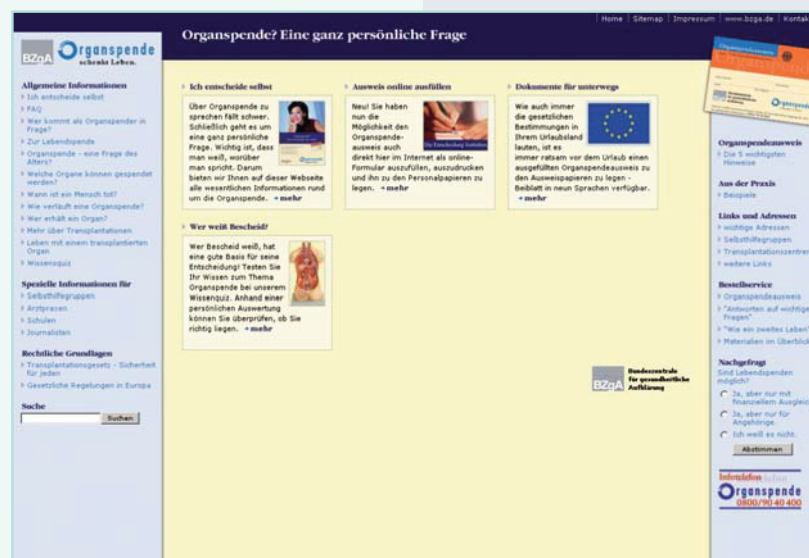 Home | Sitemap | Impressum | www.bzga.de | Kontak
BZgA
Organspende
schenkt Leben.
Organspende? Eine ganz persönliche Frage
Allgemeine Informationen
Ich entscheide selbst
FAQ
Wer kommt als Organspender in
Frage?
Zur Lebendspende
Organspende - eine Frage des
Alters?
Welche Organe können gespendet
werden?
Wann ist ein Mensch tot?
Wie verläuft eine Organspende?
Wer erhält ein Organ?
Mehr über Transplantationen
Leben mit einem transplantierten
Organ
Wissensquiz
Spezielle Informationen für
Selbsthilfegruppen
Arztpraxen
Schulen
Journalisten
Rechtliche Grundlagen
Transplantationsgesetz - Sicherheit
für jeden
Gesetzliche Regelungen in Europa
Suche
Suchen
Ich entscheide selbst
Über Organspende zu
sprechen fällt schwer.
Schließlich geht es um
eine ganz persönliche
Frage. Wichtig ist, dass
man weiß, worüber
man spricht. Darum
bieten wir Ihnen auf dieser Webseite
alle wesentlichen Informationen rund
um die Organspende. mehr
Ausweis online ausfüllen
Neu! Sie haben
nun die
Möglichkeit den
Organspende-
ausweis auch
direkt hier im Internet als online-
Formular auszufüllen, auszudrucken
und ihn zu den Personalpapieren zu
legen. mehr
Dokumente für unterwegs
Wie auch immer
die gesetzlichen
Bestimmungen in
Ihrem Urlaubsland
lauten, ist es
immer ratsam vor dem Urlaub einen
ausgefüllten Organspendeausweis zu
den Ausweispapieren zu legen -
Beiblatt in neun Sprachen verfügbar.
mehr
Wer weiß Bescheid?
Wer Bescheid weiß, hat
eine gute Basis für seine
Entscheidung! Testen Sie
Ihr Wissen zum Thema
Organspende bei unserem
Wissenquiz. Anhand einer
persönlichen Auswertung
können Sie überprüfen, ob Sie
richtig liegen. mehr
BZgA
Bundeszentrale
für gesundheitliche
Aufklärung
Organspendeausweis
Die 5 wichtigsten
Hinweise
Aus der Praxis
Beispiele
Links und Adressen
wichtige Adressen
Selbsthilfegruppen
Transplantationszentren
weitere Links
Bestellservice
Organspendeausweis
"Antworten auf wichtige
Fragen"
"Wie ein zweites Leben"
Materialien im Überblick
Nachgefragt
Sind Lebendspenden
möglich?
Ja, aber nur mit
finanziellem Ausgleich
Ja, aber nur für
Angehörige.
Ich weiß es nicht.
Abstimmen
Infotelefon
Organspende
0800/90 40 400